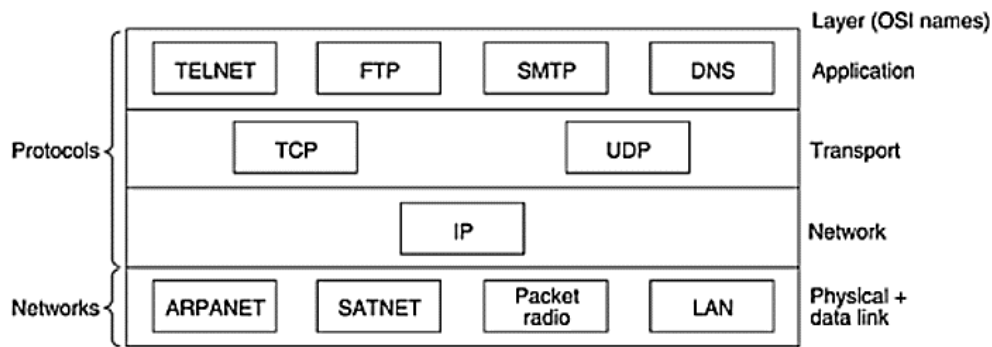 Layer (OSI names)
TELNET FTP SMTP DNS Application
Protocols TCP UDP Transport
IP Network
Networks ARPANET SATNET Packet radio LAN Physical + data link